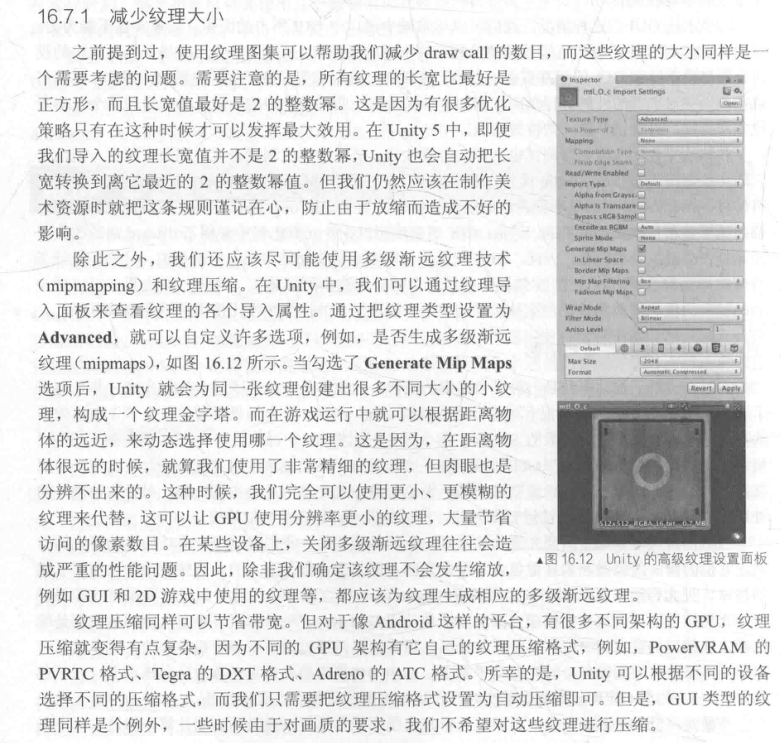 16.7.1 减少纹理大小
之前提到过，使用纹理图集可以帮助我们减少 draw call 的数目，而这些纹理的大小同样是一
个需要考虑的问题。需要注意的是，所有纹理的长宽比最好是
正方形，而且长宽值最好是 2 的整数幂。这是因为有很多优化
策略只有在这种时候才可以发挥最大效用。在 Unity 5 中，即便
我们导入的纹理长宽值并不是 2 的整数幂，Unity 也会自动把长
宽转换到离它最近的 2 的整数幂值。但我们仍然应该在制作美
术资源时就把这条规则谨记在心，防止由于放缩而造成不好的
影响。
除此之外，我们还应该尽可能使用多级渐远纹理技术
（mipmapping）和纹理压缩。在 Unity 中，我们可以通过纹理导
入面板来查看纹理的各个导入属性。通过把纹理类型设置为
Advanced，就可以自定义许多选项，例如，是否生成多级渐远
纹理（mipmaps），如图 16.12 所示。当勾选了 Generate Mip Maps
选项后，Unity 就会为同一张纹理创建出很多不同大小的小纹
理，构成一个纹理金字塔。而在游戏运行中就可以根据距离物
体的远近，来动态选择使用哪一个纹理。这是因为，在距离物
体很远的时候，就算我们使用了非常精细的纹理，但肉眼也是
分辨不出来的。这种时候，我们完全可以使用更小、更模糊的
纹理来代替，这可以让 GPU 使用分辨率更小的纹理，大量节省
访问的像素数目。在某些设备上，关闭多级渐远纹理往往会造
成严重的性能问题。因此，除非我们确定该纹理不会发生缩放，
例如 GUI 和 2D 游戏中使用的纹理等，都应该为纹理生成相应的多级渐远纹理。
纹理压缩同样可以节省带宽。但对于像 Android 这样的平台，有很多不同架构的 GPU，纹理
压缩就变得有点复杂，因为不同的 GPU 架构有它自己的纹理压缩格式，例如，PowerVRAM 的
PVRTC 格式、Tegra 的 DXT 格式、Adreno 的 ATC 格式。所幸的是，Unity 可以根据不同的设备
选择不同的压缩格式，而我们只需要把纹理压缩格式设置为自动压缩即可。但是，GUI 类型的纹
理同样是个例外，一些时候由于对画质的要求，我们不希望对这些纹理进行压缩。
Inspector
mtl_O_c Import Settings
Open
Texture Type Advanced
Non Power of 2
Mapping None
Convolution Type
Fixup Edge Seams
Read/Write Enabled
Import Type Default
Alpha from Graysc
Alpha Is Transpare
Bypass sRGB Sampl
Encode as RGBM Auto
Sprite Mode None
Generate Mip Maps
In Linear Space
Border Mip Maps
Mip Map Filtering Box
Fadeout Mip Maps
Wrap Mode Repeat
Filter Mode Bilinear
Aniso Level 1
Default
Max Size 2048
Format Automatic Compressed
Revert Apply
mtl_O_c
512x512 RGBA 16 bit 0.7 MB
▲图 16.12 Unity 的高级纹理设置面板